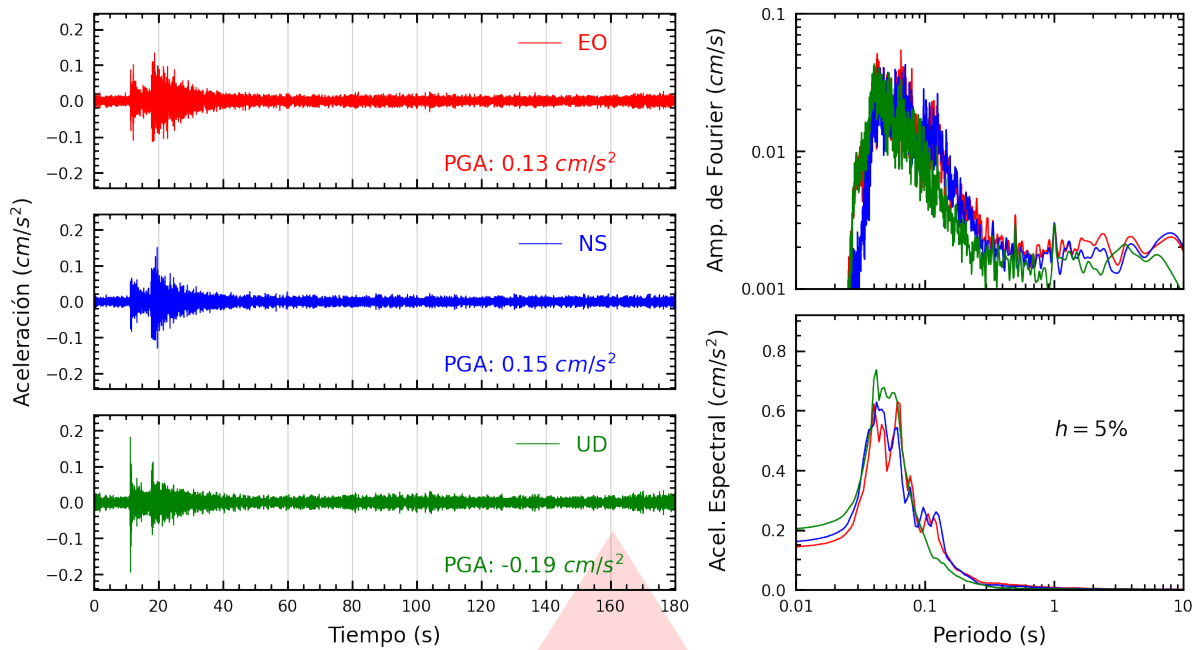 Aceleración (cm/s²)
0.2
0.1
0.0
−0.1
−0.2
EO
PGA: 0.13 cm/s²
0.2
0.1
0.0
−0.1
−0.2
NS
PGA: 0.15 cm/s²
0.2
0.1
0.0
−0.1
−0.2
UD
PGA: -0.19 cm/s²
0 20 40 60 80 100 120 140 160 180
Tiempo (s)
Amp. de Fourier (cm/s)
0.1
0.01
0.001
Acel. Espectral (cm/s²)
0.8
0.6
0.4
0.2
0.0
h = 5%
0.01 0.1 1 10
Periodo (s)